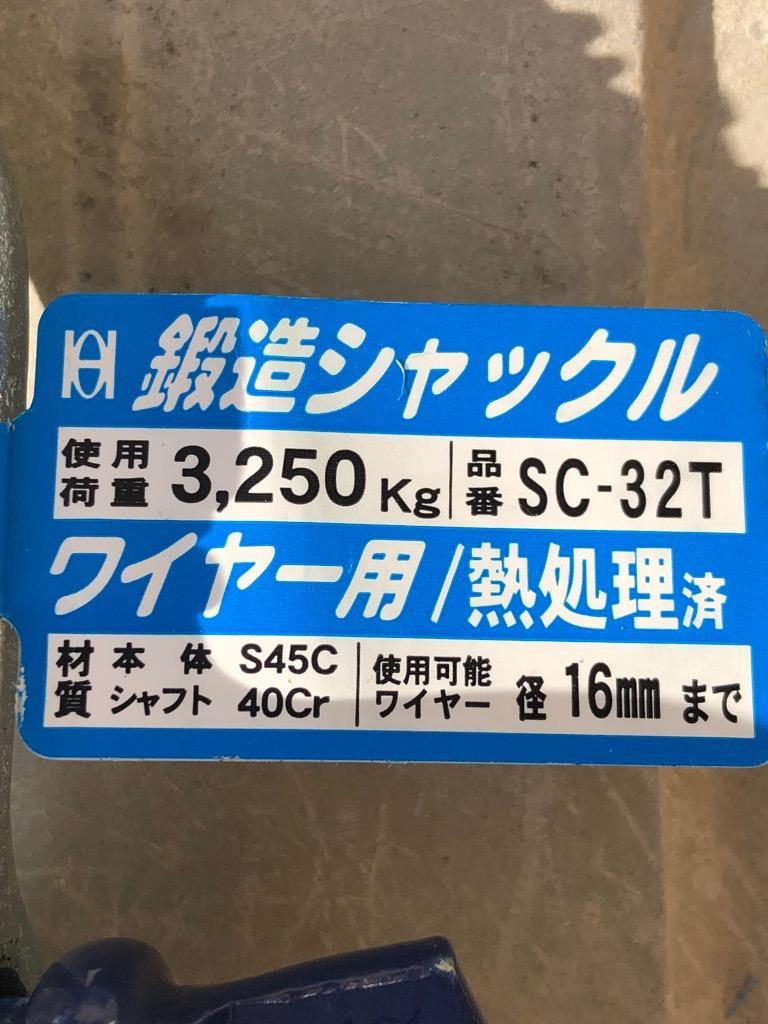 鍛造シャックル
使用荷重 3,250Kg 品番 SC-32T
ワイヤー用/熱処理済
材質 本体 S45C 使用可能ワイヤー 径 16mm まで
シャフト 40Cr